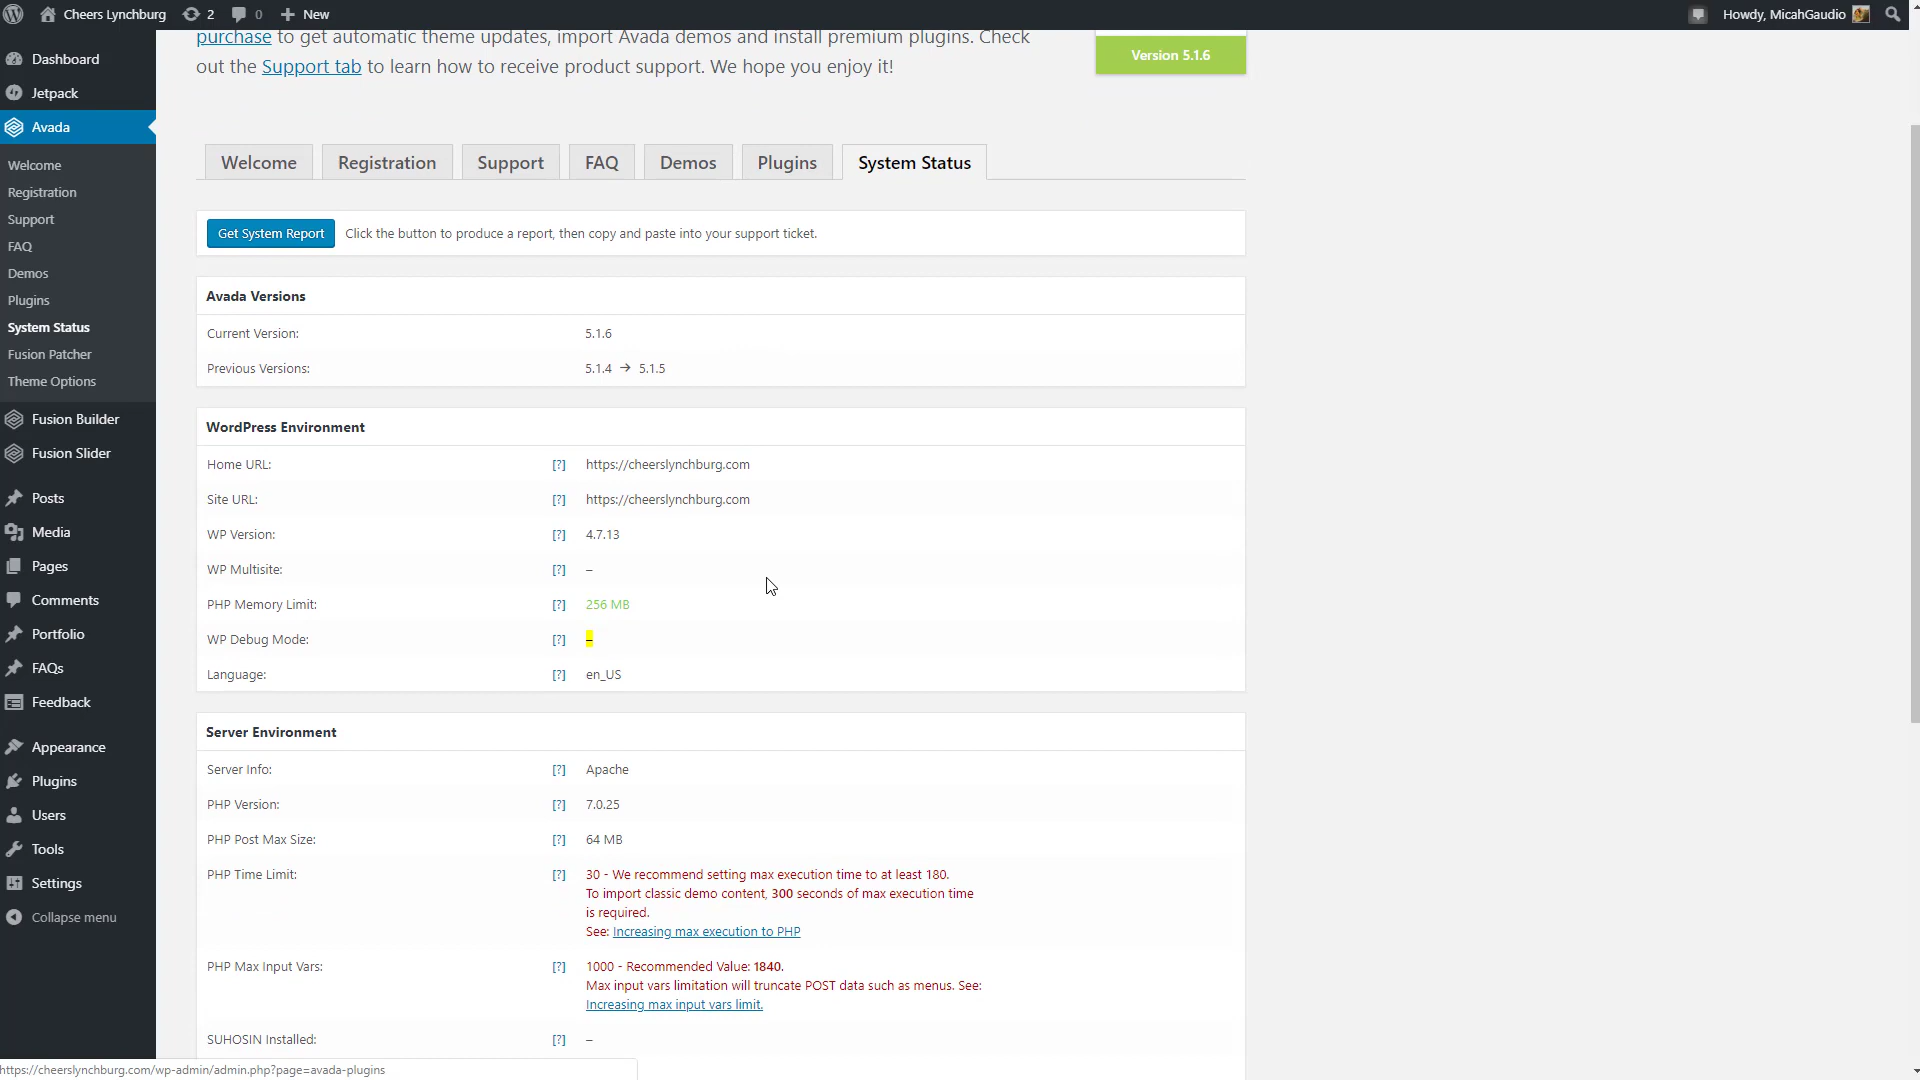 Cheers Lynchburg 2 0 New Howdy, MicahGaudio
purchase to get automatic theme updates, import Avada demos and install premium plugins. Check
out the Support tab to learn how to receive product support. We hope you enjoy it!
Version 5.1.6
Dashboard
Jetpack
Avada
Welcome
Registration
Support
FAQ
Demos
Plugins
System Status
Fusion Patcher
Theme Options
Fusion Builder
Fusion Slider
Posts
Media
Pages
Comments
Portfolio
FAQs
Feedback
Appearance
Plugins
Users
Tools
Settings
Collapse menu
Welcome Registration Support FAQ Demos Plugins System Status
Get System Report Click the button to produce a report, then copy and paste into your support ticket.
Avada Versions
Current Version: 5.1.6
Previous Versions: 5.1.4 → 5.1.5
WordPress Environment
Home URL: [?] https://cheerslynchburg.com
Site URL: [?] https://cheerslynchburg.com
WP Version: [?] 4.7.13
WP Multisite: [?] –
PHP Memory Limit: [?] 256 MB
WP Debug Mode: [?] –
Language: [?] en_US
Server Environment
Server Info: [?] Apache
PHP Version: [?] 7.0.25
PHP Post Max Size: [?] 64 MB
PHP Time Limit: [?] 30 - We recommend setting max execution time to at least 180.
To import classic demo content, 300 seconds of max execution time
is required.
See: Increasing max execution to PHP
PHP Max Input Vars: [?] 1000 - Recommended Value: 1840.
Max input vars limitation will truncate POST data such as menus. See:
Increasing max input vars limit.
SUHOSIN Installed: [?] –
https://cheerslynchburg.com/wp-admin/admin.php?page=avada-plugins